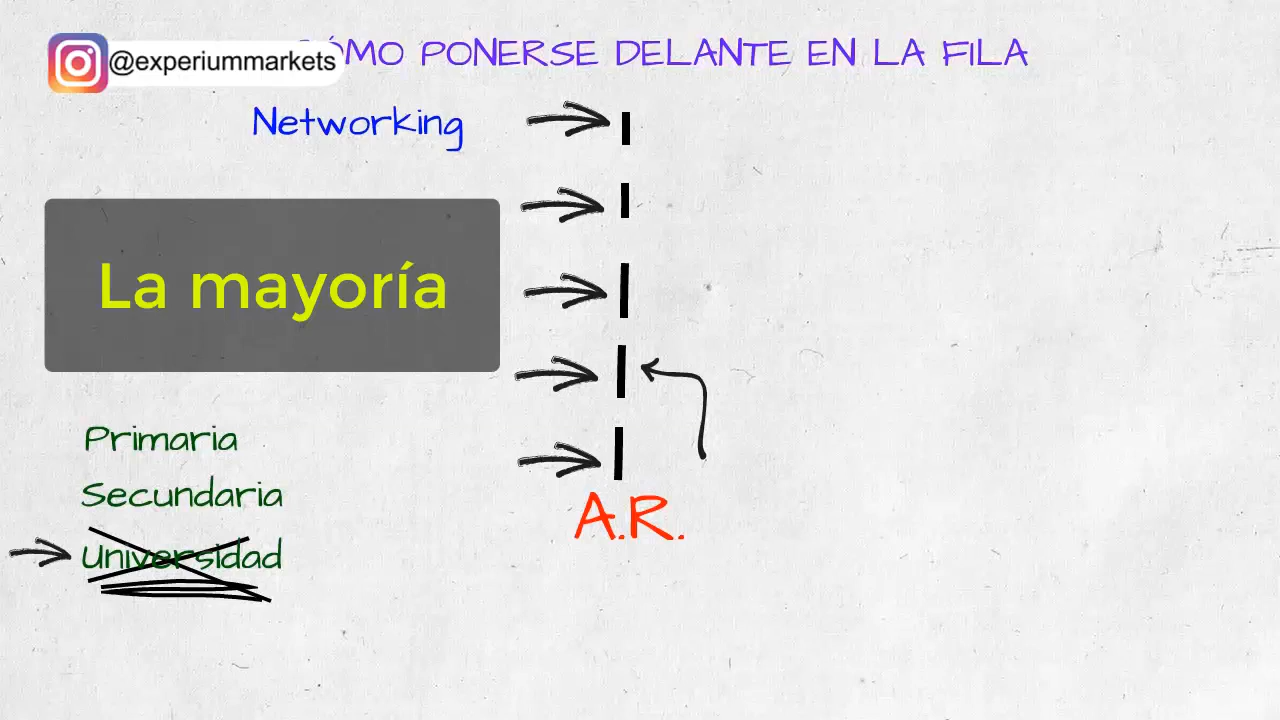 @experiummarkets
ÓMO PONERSE DELANTE EN LA FILA
Networking
La mayoría
Primaria
Secundaria
Universidad
A.R.